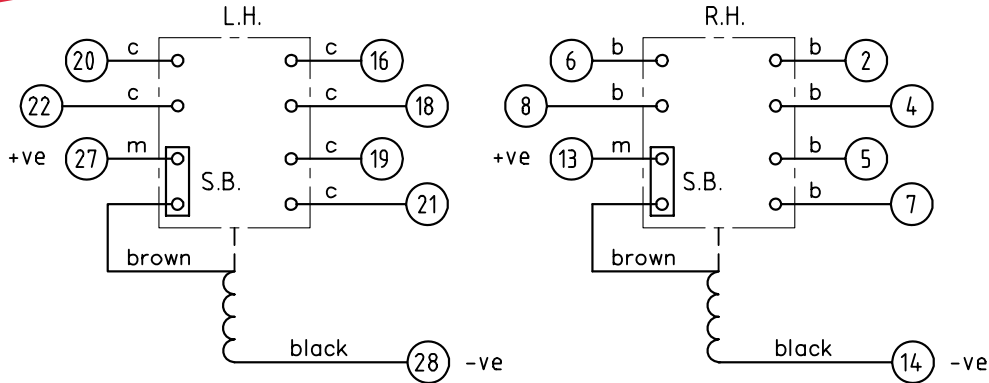 L.H.
20 c c 16
22 c c 18
+ve 27 m c 19
S.B.
c 21
brown
black 28 -ve
R.H.
6 b b 2
8 b b 4
+ve 13 m b 5
S.B.
b 7
brown
black 14 -ve